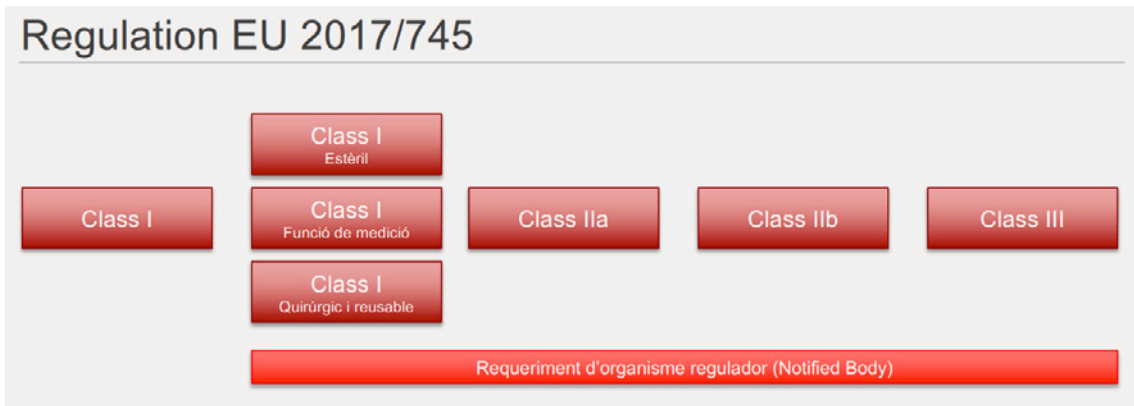 Regulation EU 2017/745
Class I
Class I
Estèril
Class I
Funció de medició
Class I
Quirúrgic i reusable
Class IIa
Class IIb
Class III
Requeriment d'organisme regulador (Notified Body)